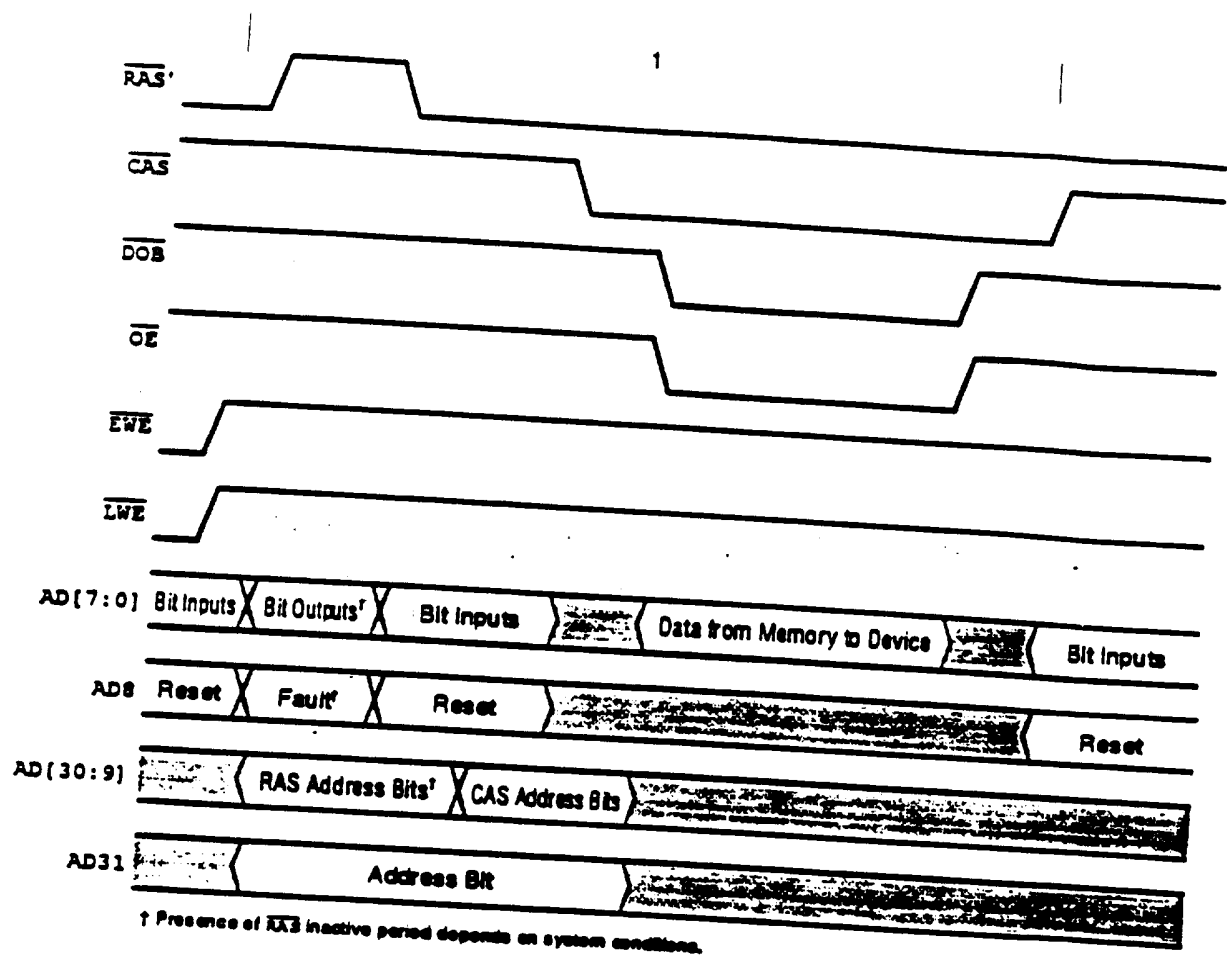 RAS'
CAS
DOB
OE
EWE
LWE
AD[7:0] Bit Inputs Bit Outputs† Bit Inputs Data from Memory to Device Bit Inputs
AD8 Reset Fault† Reset Reset
AD[30:9] RAS Address Bits† CAS Address Bits
AD31 Address Bit
† Presence of RAS inactive period depends on system conditions.